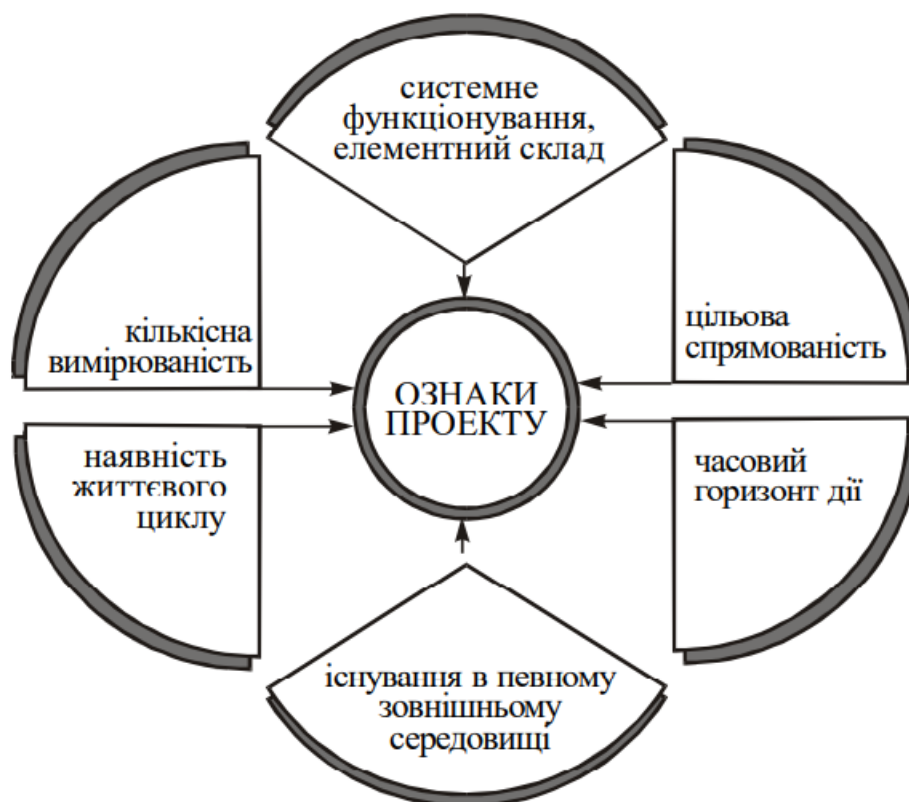 системне
функціонування,
елементний склад
кількісна
вимірюваність
цільова
спрямованість
ОЗНАКИ
ПРОЕКТУ
наявність
життєвого
циклу
часовий
горизонт дії
існування в певному
зовнішньому
середовищі